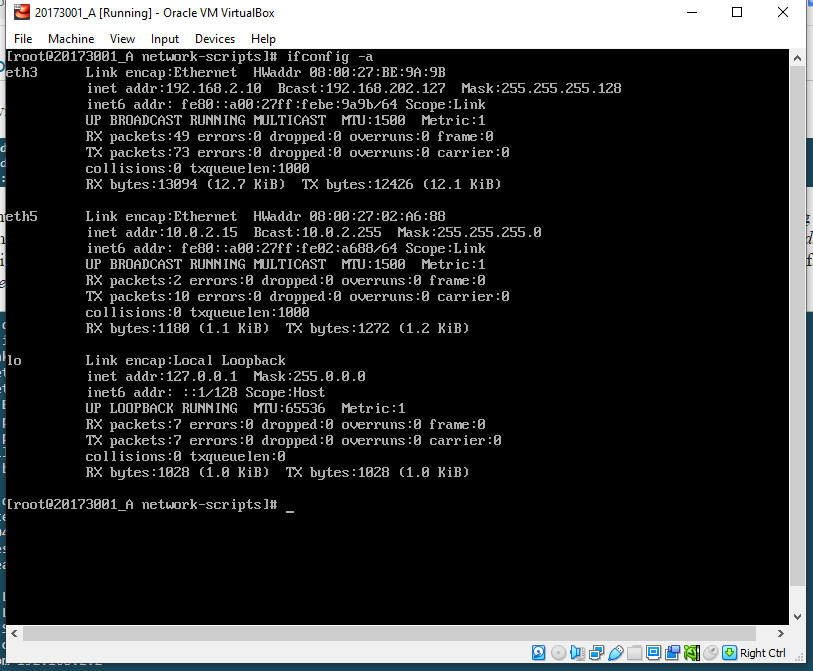 20173001_A [Running] - Oracle VM VirtualBox
File Machine View Input Devices Help
[root@20173001_A network-scripts]# ifconfig -a
eth3 Link encap:Ethernet HWaddr 08:00:27:BE:9A:9B
inet addr:192.168.2.10 Bcast:192.168.202.127 Mask:255.255.255.128
inet6 addr: fe80::a00:27ff:febe:9a9b/64 Scope:Link
UP BROADCAST RUNNING MULTICAST MTU:1500 Metric:1
RX packets:49 errors:0 dropped:0 overruns:0 frame:0
TX packets:73 errors:0 dropped:0 overruns:0 carrier:0
collisions:0 txqueuelen:1000
RX bytes:13094 (12.7 KiB) TX bytes:12426 (12.1 KiB)
eth5 Link encap:Ethernet HWaddr 08:00:27:02:A6:88
inet addr:10.0.2.15 Bcast:10.0.2.255 Mask:255.255.255.0
inet6 addr: fe80::a00:27ff:fe02:a688/64 Scope:Link
UP BROADCAST RUNNING MULTICAST MTU:1500 Metric:1
RX packets:2 errors:0 dropped:0 overruns:0 frame:0
TX packets:10 errors:0 dropped:0 overruns:0 carrier:0
collisions:0 txqueuelen:1000
RX bytes:1180 (1.1 KiB) TX bytes:1272 (1.2 KiB)
lo Link encap:Local Loopback
inet addr:127.0.0.1 Mask:255.0.0.0
inet6 addr: ::1/128 Scope:Host
UP LOOPBACK RUNNING MTU:65536 Metric:1
RX packets:7 errors:0 dropped:0 overruns:0 frame:0
TX packets:7 errors:0 dropped:0 overruns:0 carrier:0
collisions:0 txqueuelen:0
RX bytes:1028 (1.0 KiB) TX bytes:1028 (1.0 KiB)
[root@20173001_A network-scripts]# _
Right Ctrl